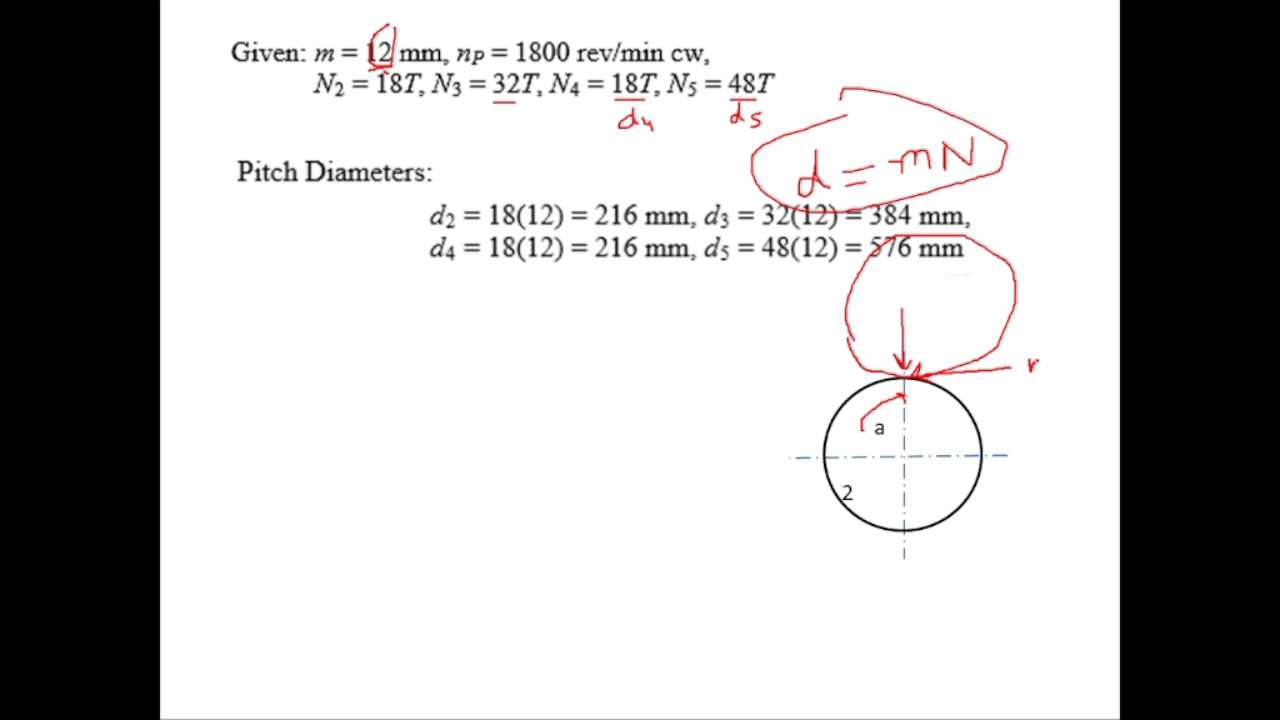 Given: m = 12 mm, nP = 1800 rev/min cw,
N2 = 18T, N3 = 32T, N4 = 18T, N5 = 48T
d4 d5
d = mN
Pitch Diameters:
d2 = 18(12) = 216 mm, d3 = 32(12) = 384 mm,
d4 = 18(12) = 216 mm, d5 = 48(12) = 576 mm
r
a
2